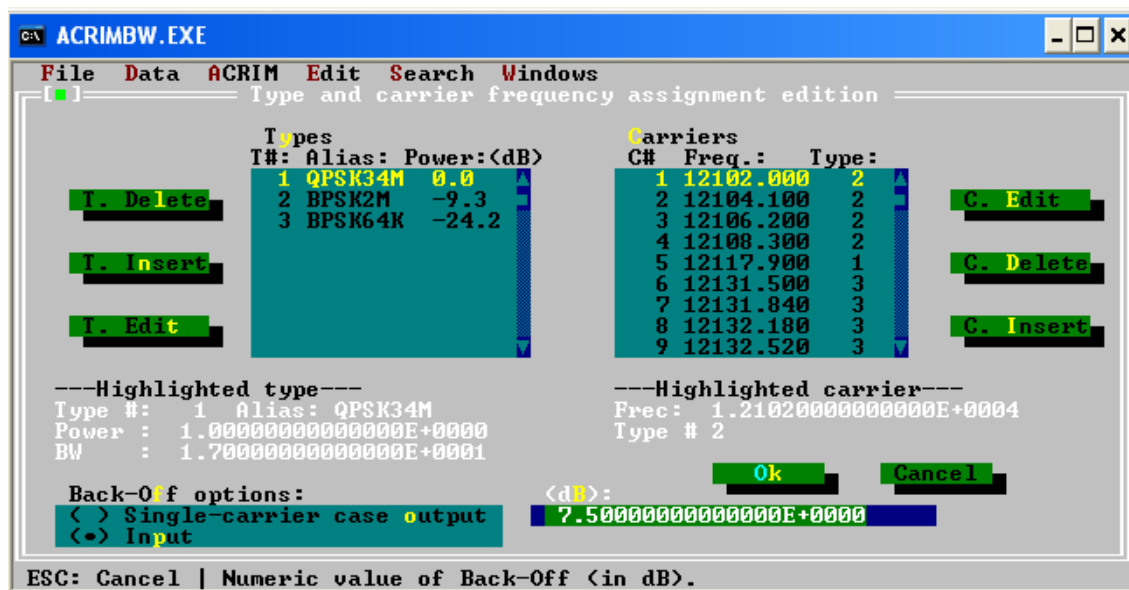 ACRIMBW.EXE
File Data ACRIM Edit Search Windows
Type and carrier frequency assignment edition
Types
T#: Alias: Power:(dB)
1 QPSK34M 0.0
2 BPSK2M -9.3
3 BPSK64K -24.2
T. Delete
T. Insert
T. Edit
Carriers
C# Freq.: Type:
1 12102.000 2
2 12104.100 2
3 12106.200 2
4 12108.300 2
5 12117.900 1
6 12131.500 3
7 12131.840 3
8 12132.180 3
9 12132.520 3
C. Edit
C. Delete
C. Insert
---Highlighted type---
Type #: 1 Alias: QPSK34M
Power : 1.00000000000000E+0000
BW : 1.70000000000000E+0001
---Highlighted carrier---
Frec: 1.21020000000000E+0004
Type # 2
Ok Cancel
Back-Off options:
( ) Single-carrier case output
(•) Input
(dB):
7.50000000000000E+0000
ESC: Cancel | Numeric value of Back-Off (in dB).